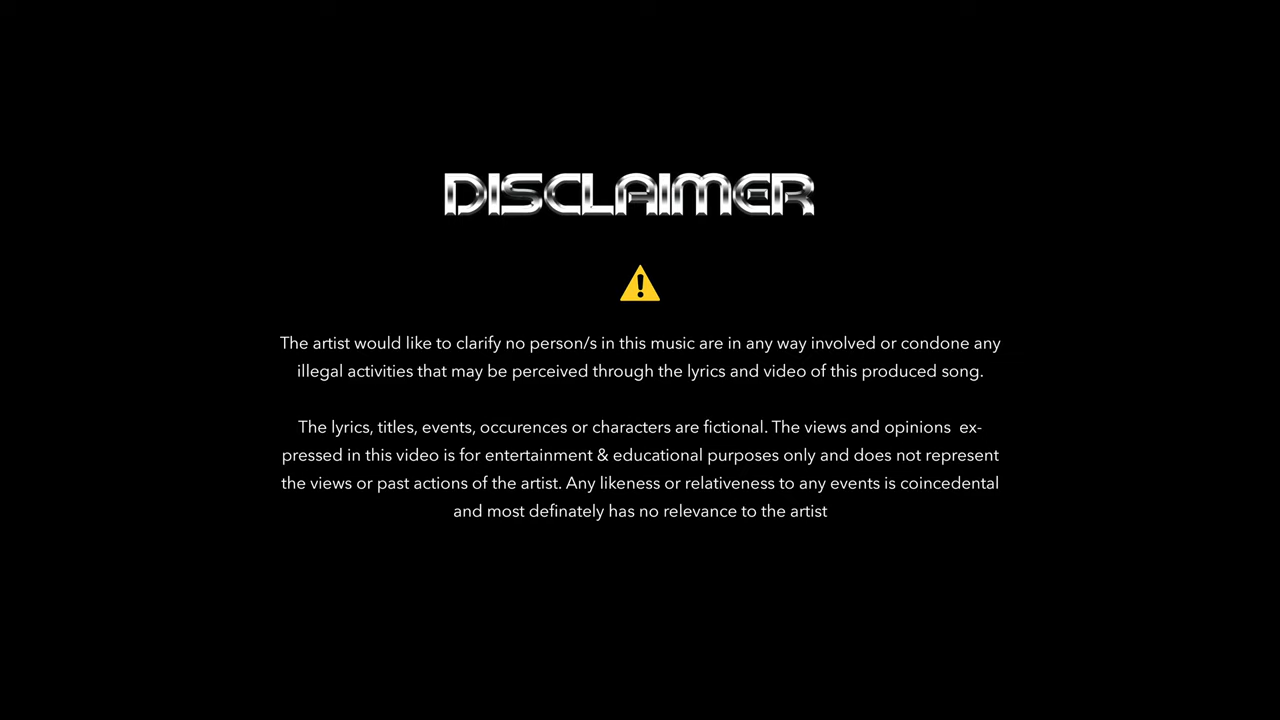 DISCLAIMER
The artist would like to clarify no person/s in this music are in any way involved or condone any
illegal activities that may be perceived through the lyrics and video of this produced song.
The lyrics, titles, events, occurences or characters are fictional. The views and opinions  ex-
pressed in this video is for entertainment & educational purposes only and does not represent
the views or past actions of the artist. Any likeness or relativeness to any events is coincedental
and most definately has no relevance to the artist